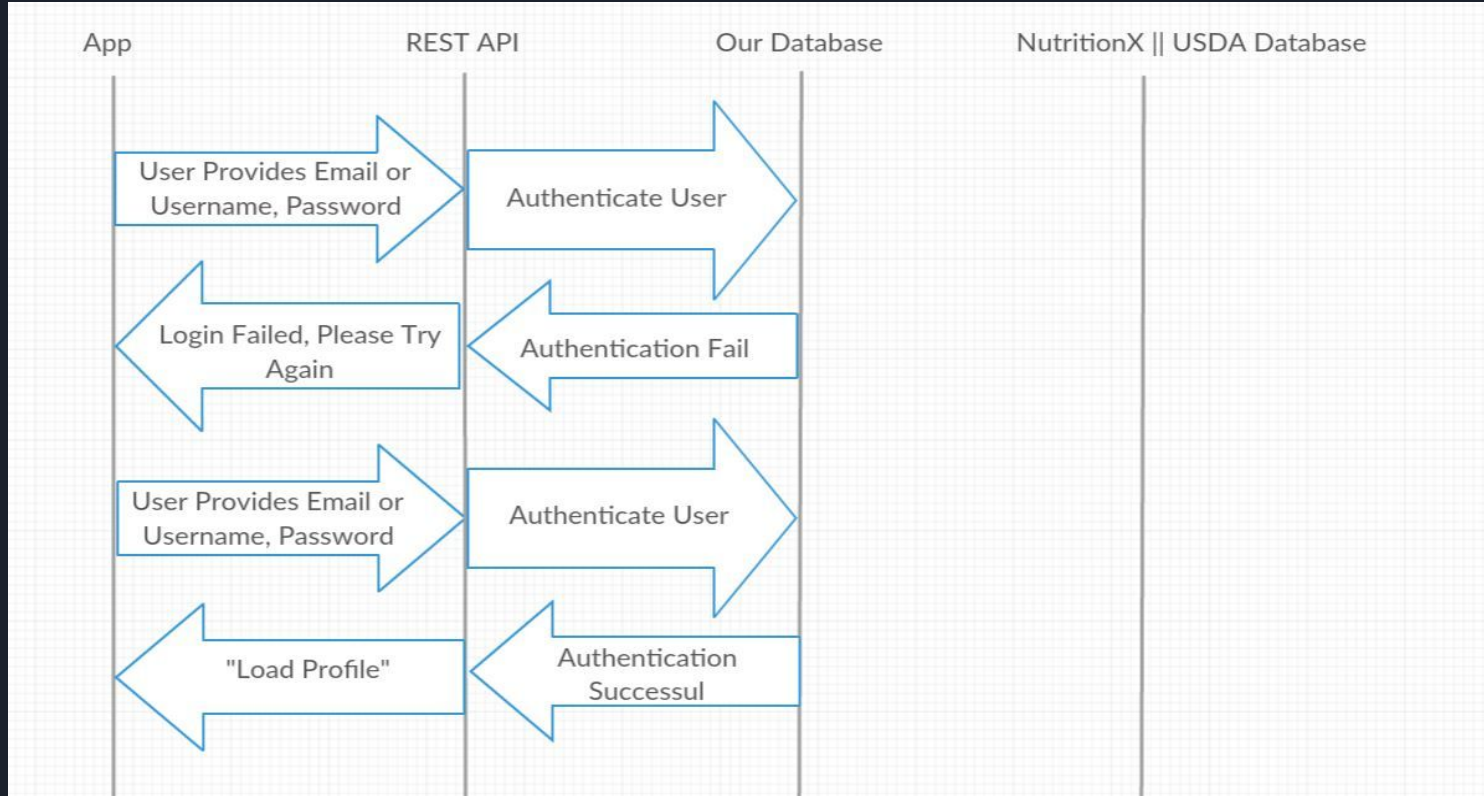 App
REST API
Our Database
NutritionX || USDA Database
User Provides Email or
Username, Password
Authenticate User
Login Failed, Please Try
Again
Authentication Fail
User Provides Email or
Username, Password
Authenticate User
"Load Profile"
Authentication
Successul